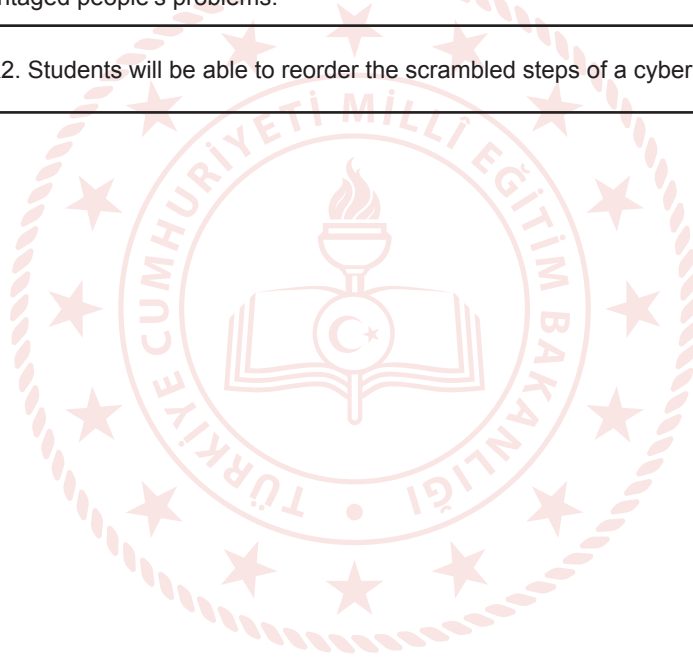 ntaged people's problems.
2. Students will be able to reorder the scrambled steps of a cyber
TÜRKİYE CUMHURİYETİ MİLLÎ EĞİTİM BAKANLIĞI